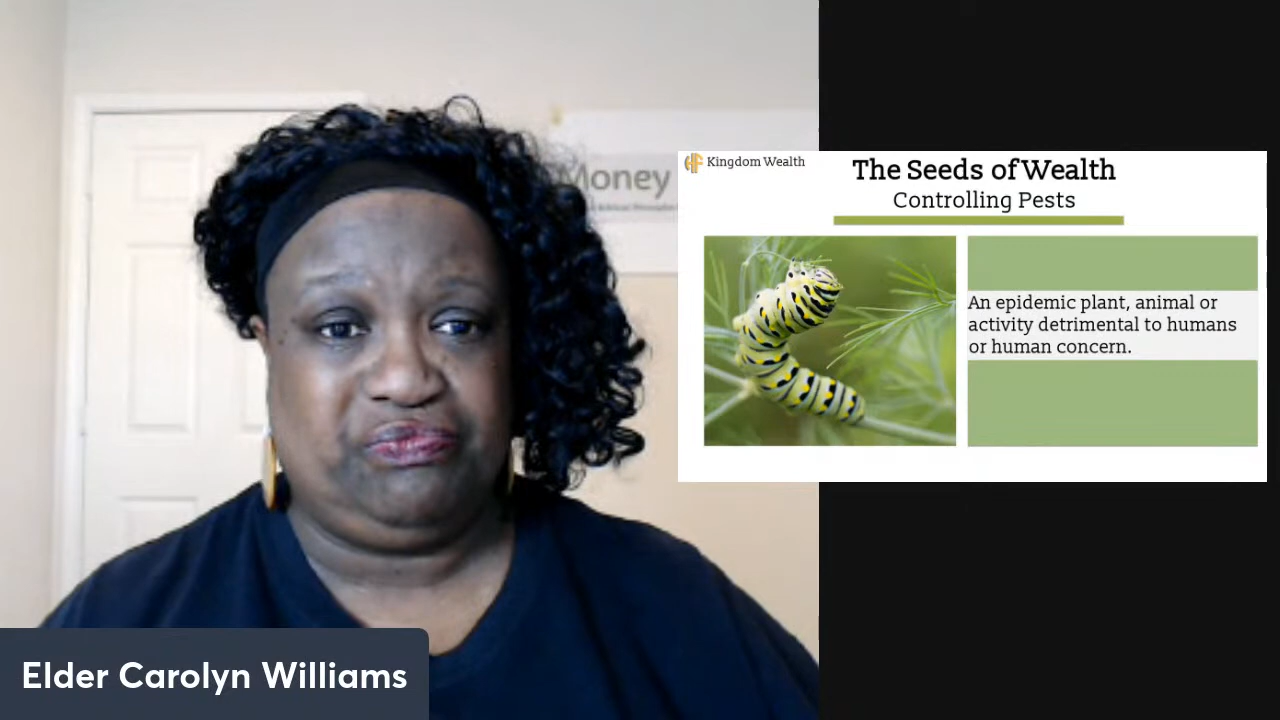 Money
Kingdom Wealth
The Seeds of Wealth
Controlling Pests
An epidemic plant, animal or
activity detrimental to humans
or human concern.
Elder Carolyn Williams